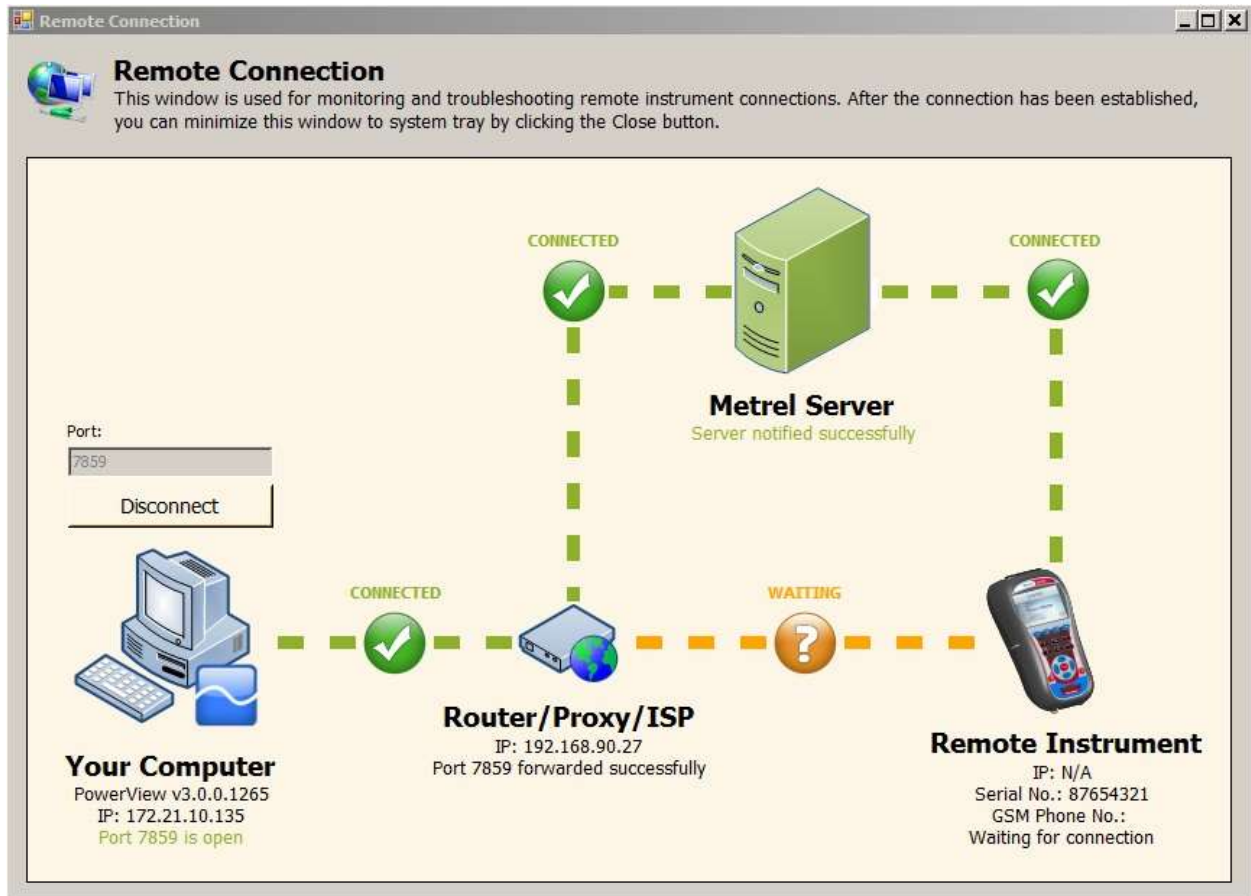 Remote Connection
Remote Connection
This window is used for monitoring and troubleshooting remote instrument connections. After the connection has been established,
you can minimize this window to system tray by clicking the Close button.
CONNECTED
CONNECTED
Metrel Server
Server notified successfully
Port:
7859
Disconnect
CONNECTED
WAITING
Router/Proxy/ISP
IP: 192.168.90.27
Port 7859 forwarded successfully
Your Computer
PowerView v3.0.0.1265
IP: 172.21.10.135
Port 7859 is open
Remote Instrument
IP: N/A
Serial No.: 87654321
GSM Phone No.:
Waiting for connection